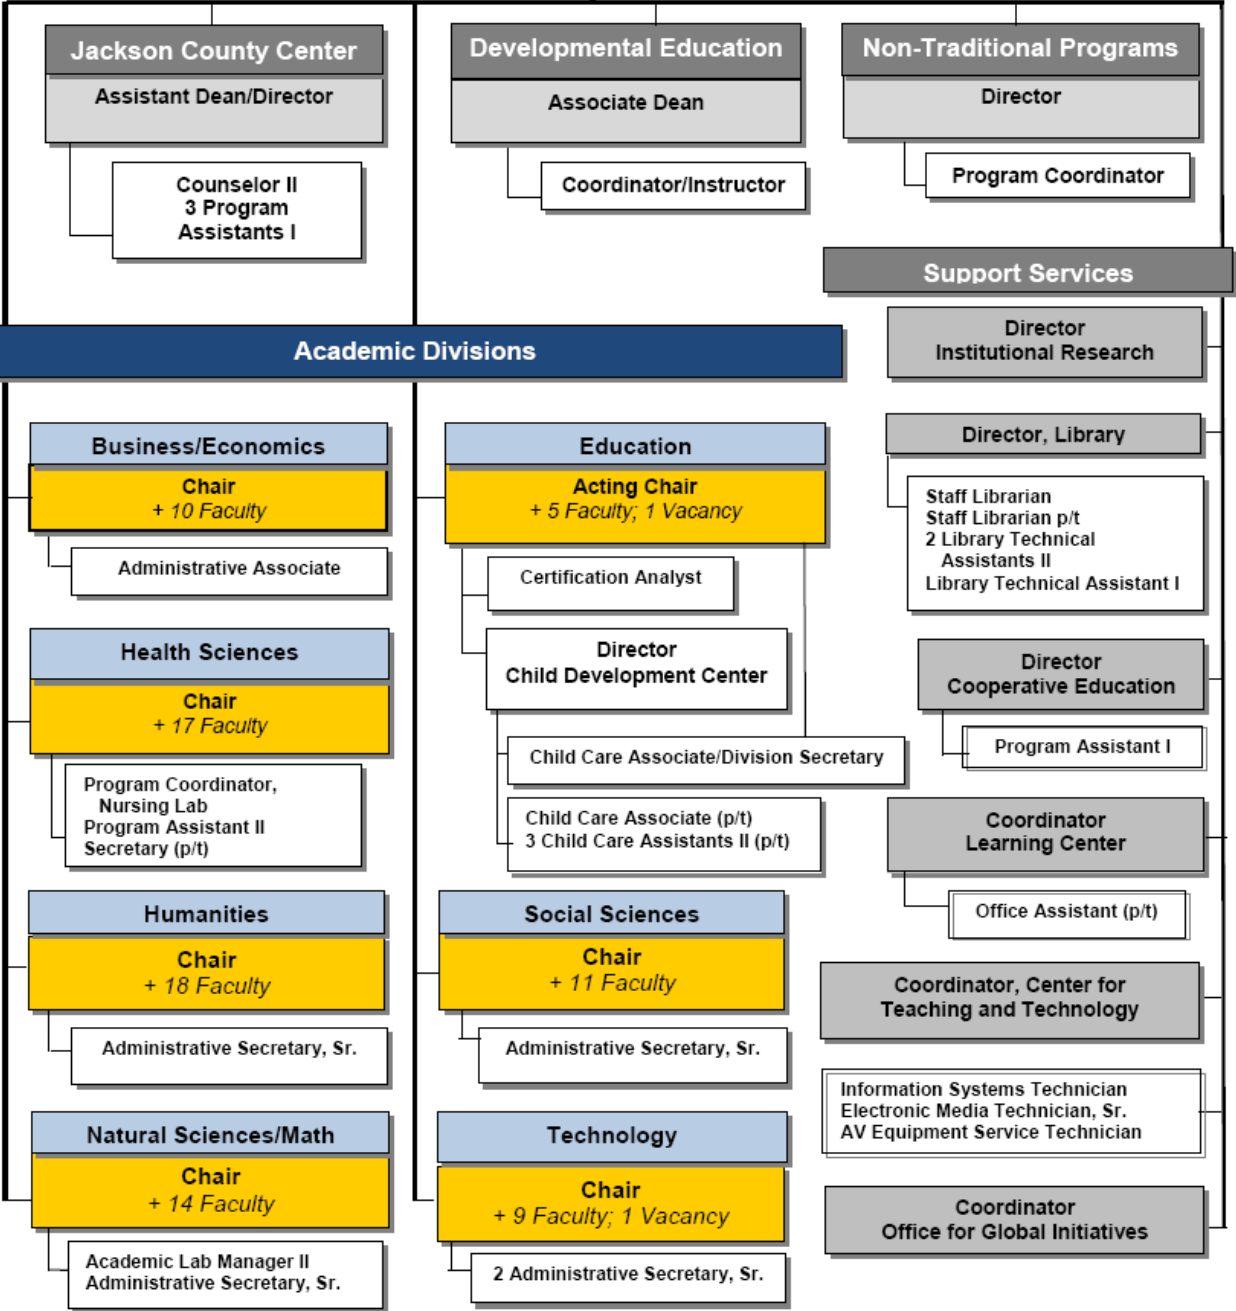 Jackson County Center
Assistant Dean/Director
Counselor II
3 Program
Assistants I
Developmental Education
Associate Dean
Coordinator/Instructor
Non-Traditional Programs
Director
Program Coordinator
Academic Divisions
Business/Economics
Chair
+ 10 Faculty
Administrative Associate
Health Sciences
Chair
+ 17 Faculty
Program Coordinator,
Nursing Lab
Program Assistant II
Secretary (p/t)
Humanities
Chair
+ 18 Faculty
Administrative Secretary, Sr.
Natural Sciences/Math
Chair
+ 14 Faculty
Academic Lab Manager II
Administrative Secretary, Sr.
Education
Acting Chair
+ 5 Faculty; 1 Vacancy
Certification Analyst
Director
Child Development Center
Child Care Associate/Division Secretary
Child Care Associate (p/t)
3 Child Care Assistants II (p/t)
Social Sciences
Chair
+ 11 Faculty
Administrative Secretary, Sr.
Technology
Chair
+ 9 Faculty; 1 Vacancy
2 Administrative Secretary, Sr.
Support Services
Director
Institutional Research
Director, Library
Staff Librarian
Staff Librarian p/t
2 Library Technical
Assistants II
Library Technical Assistant I
Director
Cooperative Education
Program Assistant I
Coordinator
Learning Center
Office Assistant (p/t)
Coordinator, Center for
Teaching and Technology
Information Systems Technician
Electronic Media Technician, Sr.
AV Equipment Service Technician
Coordinator
Office for Global Initiatives